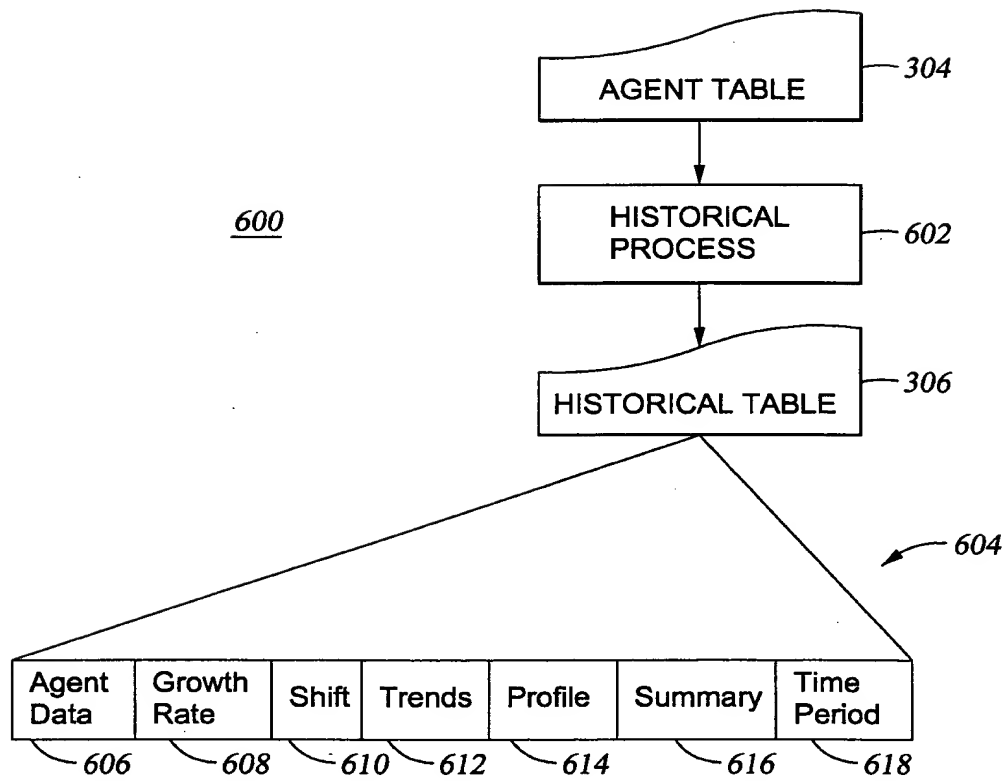 AGENT TABLE
304
600
HISTORICAL
PROCESS
602
HISTORICAL TABLE
306
604
Agent
Data
Growth
Rate
Shift
Trends
Profile
Summary
Time
Period
606
608
610
612
614
616
618